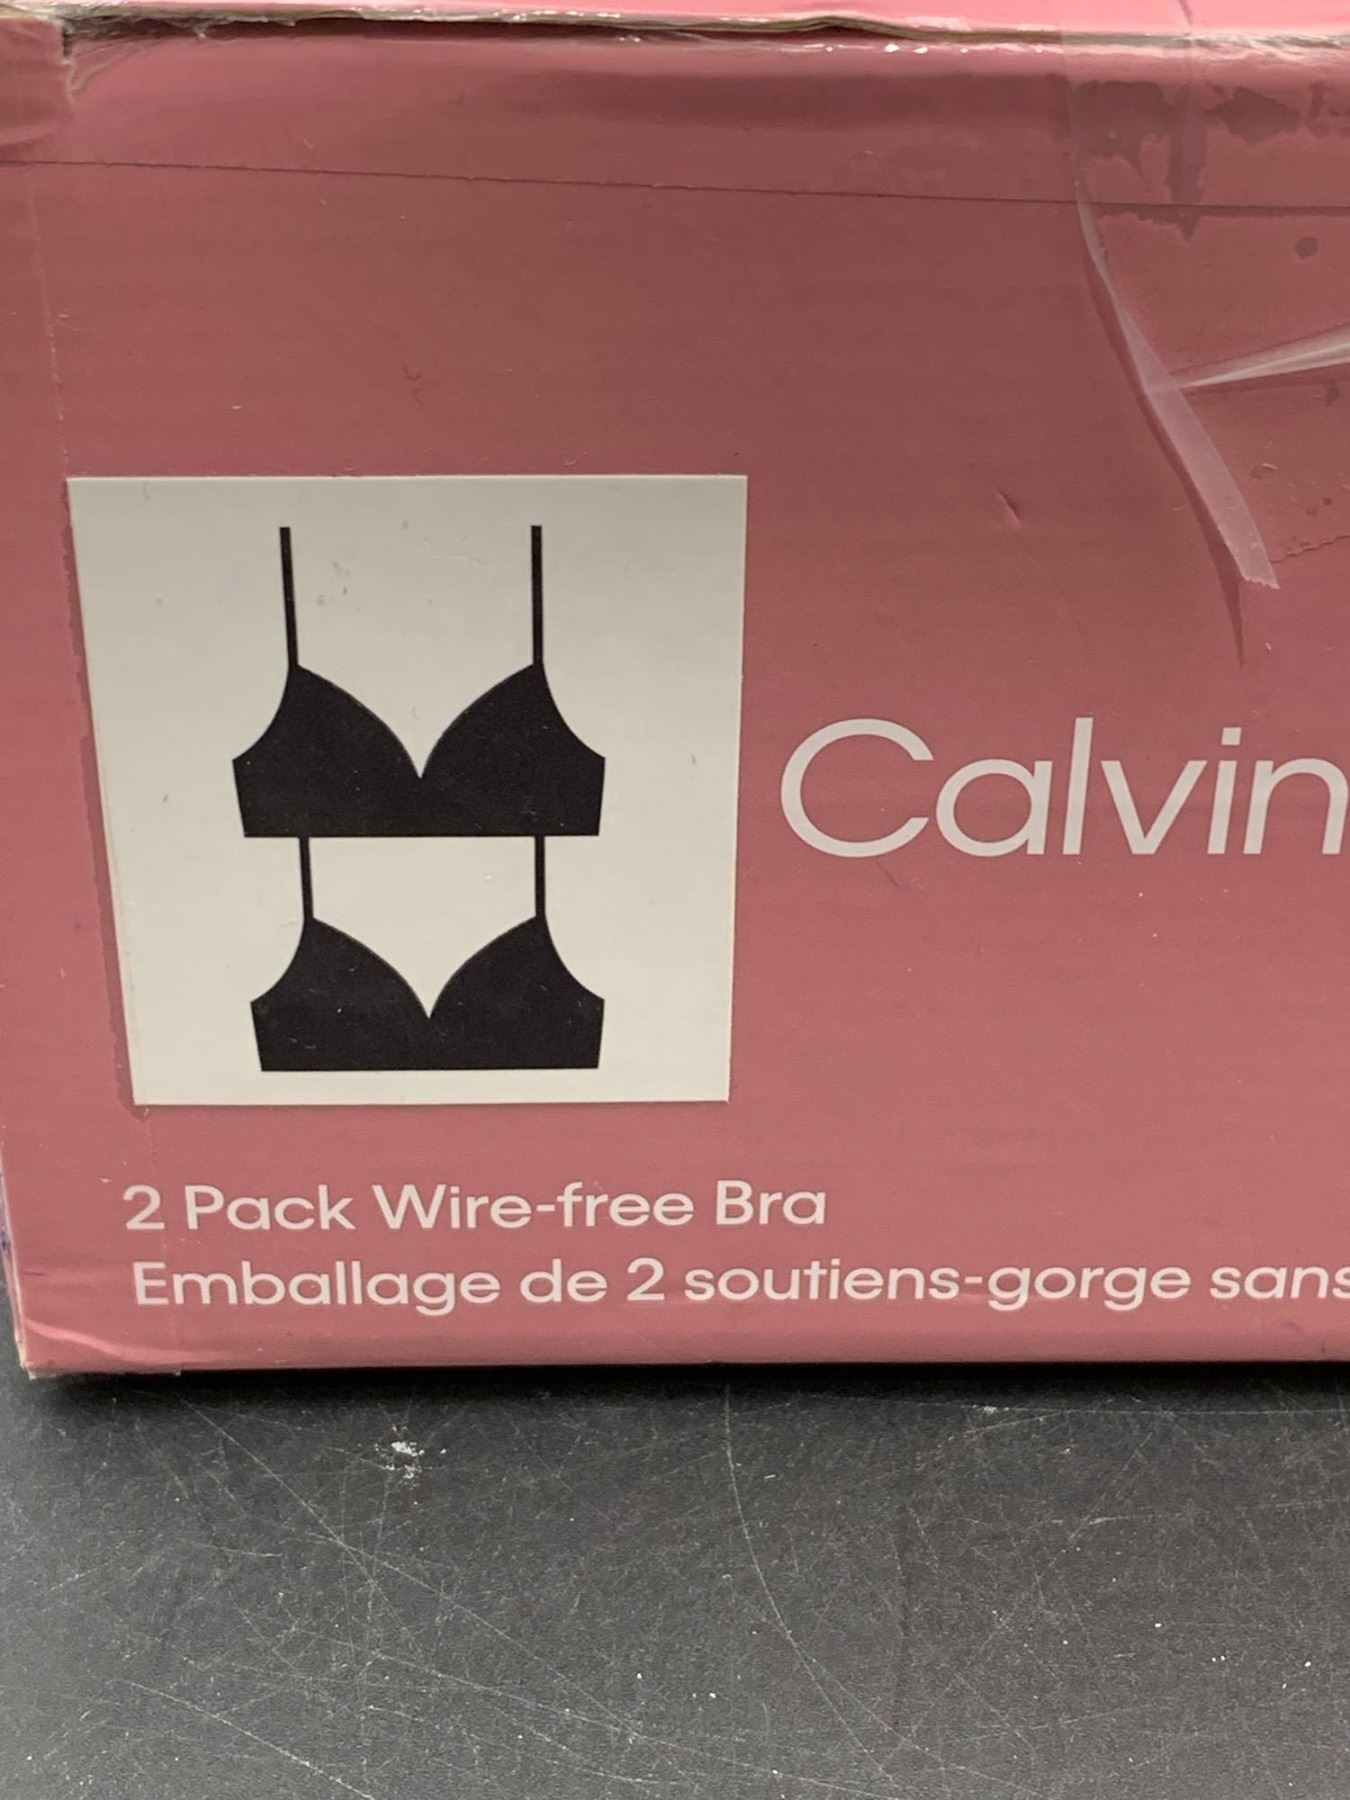 Calvin
2 Pack Wire-free Bra
Emballage de 2 soutiens-gorge sans